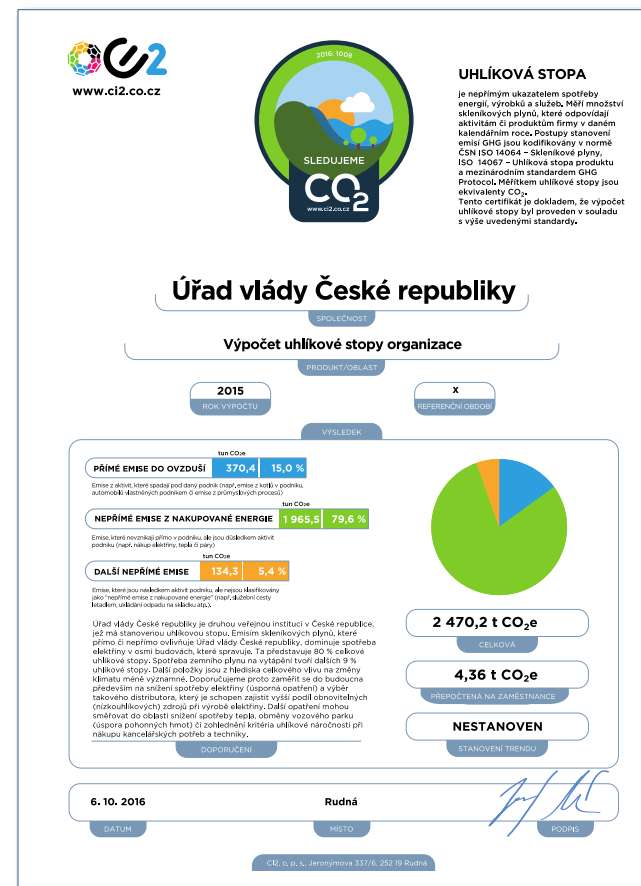 Ci2
www.ci2.co.cz
2016: 1008
SLEDUJEME
CO2
www.ci2.co.cz
UHLÍKOVÁ STOPA
je nepřímým ukazatelem spotřeby
energií, výrobků a služeb. Měří množství
skleníkových plynů, které odpovídají
aktivitám či produktům firmy v daném
kalendářním roce. Postupy stanovení
emisí GHG jsou kodifikovány v normě
ČSN ISO 14064 – Skleníkové plyny,
ISO 14067 – Uhlíková stopa produktu
a mezinárodním standardem GHG
Protocol. Měřítkem uhlíkové stopy jsou
ekvivalenty CO2.
Tento certifikát je dokladem, že výpočet
uhlíkové stopy byl proveden v souladu
s výše uvedenými standardy.
Úřad vlády České republiky
SPOLEČNOST
Výpočet uhlíkové stopy organizace
PRODUKT/OBLAST
2015
ROK VÝPOČTU
x
REFERENČNÍ OBDOBÍ
VÝSLEDEK
tun CO2e
PŘÍMÉ EMISE DO OVZDUŠÍ 370,4 15,0 %
Emise z aktivit, které spadají pod daný podnik (např. emise z kotlů v podniku,
automobilů vlastněných podnikem či emise z průmyslových procesů)
tun CO2e
NEPŘÍMÉ EMISE Z NAKUPOVANÉ ENERGIE 1 965,5 79,6 %
Emise, které nevznikají přímo v podniku, ale jsou důsledkem aktivit
podniku (např. nákup elektřiny, tepla či páry)
tun CO2e
DALŠÍ NEPŘÍMÉ EMISE 134,3 5,4 %
Emise, které jsou následkem aktivit podniku, ale nejsou klasifikovány
jako "nepřímé emise z nakupované energie" (např. služební cesty
letadlem, ukládání odpadu na skládku atp.).
Úřad vlády České republiky je druhou veřejnou institucí v České republice,
jež má stanovenou uhlíkovou stopu. Emisím skleníkových plynů, které
přímo či nepřímo ovlivňuje Úřad vlády České republiky, dominuje spotřeba
elektřiny v osmi budovách, které spravuje. Ta představuje 80 % celkové
uhlíkové stopy. Spotřeba zemního plynu na vytápění tvoří dalších 9 %
uhlíkové stopy. Další položky jsou z hlediska celkového vlivu na změny
klimatu méně významné. Doporučujeme proto zaměřit se do budoucna
především na snížení spotřeby elektřiny (úsporná opatření) a výběr
takového distributora, který je schopen zajistit vyšší podíl obnovitelných
(nízkouhlíkových) zdrojů při výrobě elektřiny. Další opatření mohou
směřovat do oblasti snížení spotřeby tepla, obměny vozového parku
(úspora pohonných hmot) či zohlednění kritéria uhlíkové náročnosti při
nákupu kancelářských potřeb a techniky.
DOPORUČENÍ
2 470,2 t CO2e
CELKOVÁ
4,36 t CO2e
PŘEPOČTENÁ NA ZAMĚSTNANCE
NESTANOVEN
STANOVENÍ TRENDU
6. 10. 2016
DATUM
Rudná
MÍSTO
PODPIS
CI2, o. p. s., Jeronýmova 337/6, 252 19 Rudná